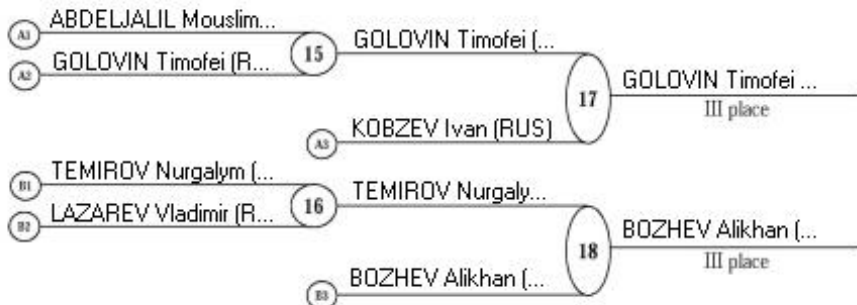 A1 ABDELJALIL Mouslim...
15 GOLOVIN Timofei (...
A2 GOLOVIN Timofei (R...
17 GOLOVIN Timofei ...
III place
A3 KOBZEV Ivan (RUS)
B1 TEMIROV Nurgalym (...
16 TEMIROV Nurgaly...
B2 LAZAREV Vladimir (R...
18 BOZHEV Alikhan (...
III place
B3 BOZHEV Alikhan (...